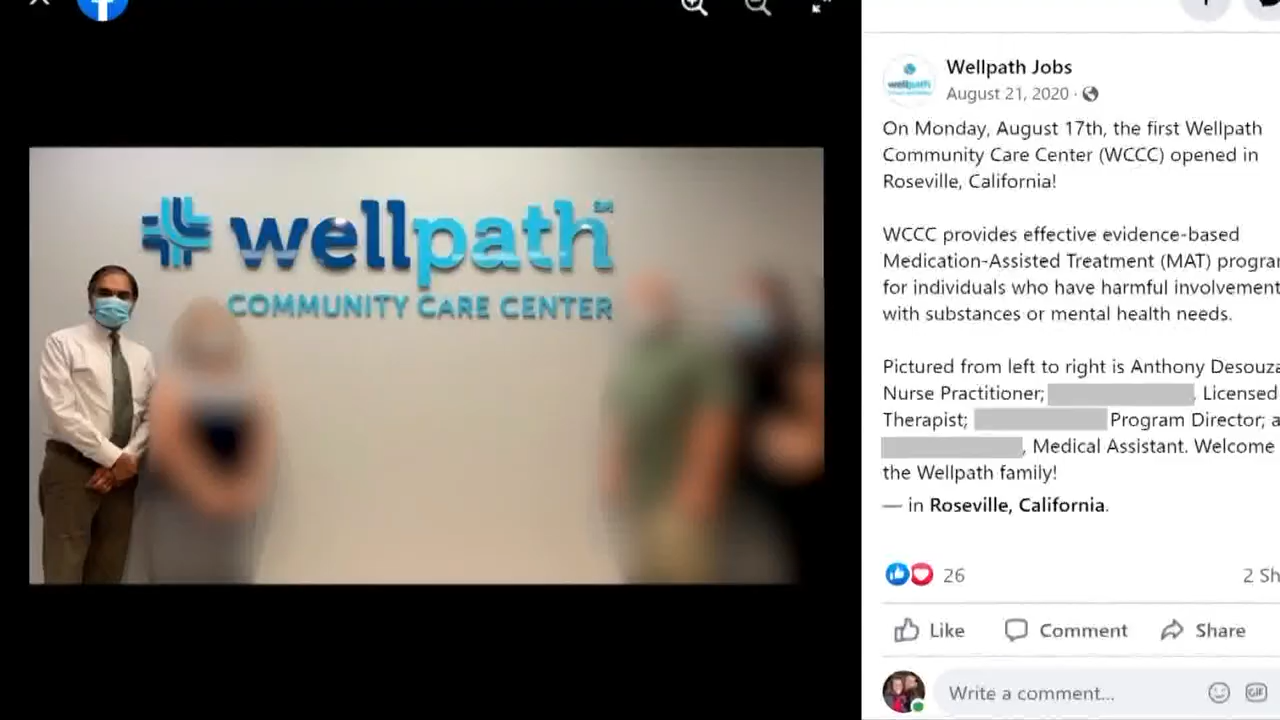 wellpath
COMMUNITY CARE CENTER
Wellpath Jobs
August 21, 2020 ·
On Monday, August 17th, the first Wellpath
Community Care Center (WCCC) opened in
Roseville, California!
WCCC provides effective evidence-based
Medication-Assisted Treatment (MAT) program
for individuals who have harmful involvement
with substances or mental health needs.
Pictured from left to right is Anthony Desouza
Nurse Practitioner; , Licensed
Therapist; Program Director; a
, Medical Assistant. Welcome
the Wellpath family!
— in Roseville, California.
26
2 Sh
Like
Comment
Share
Write a comment...
GIF